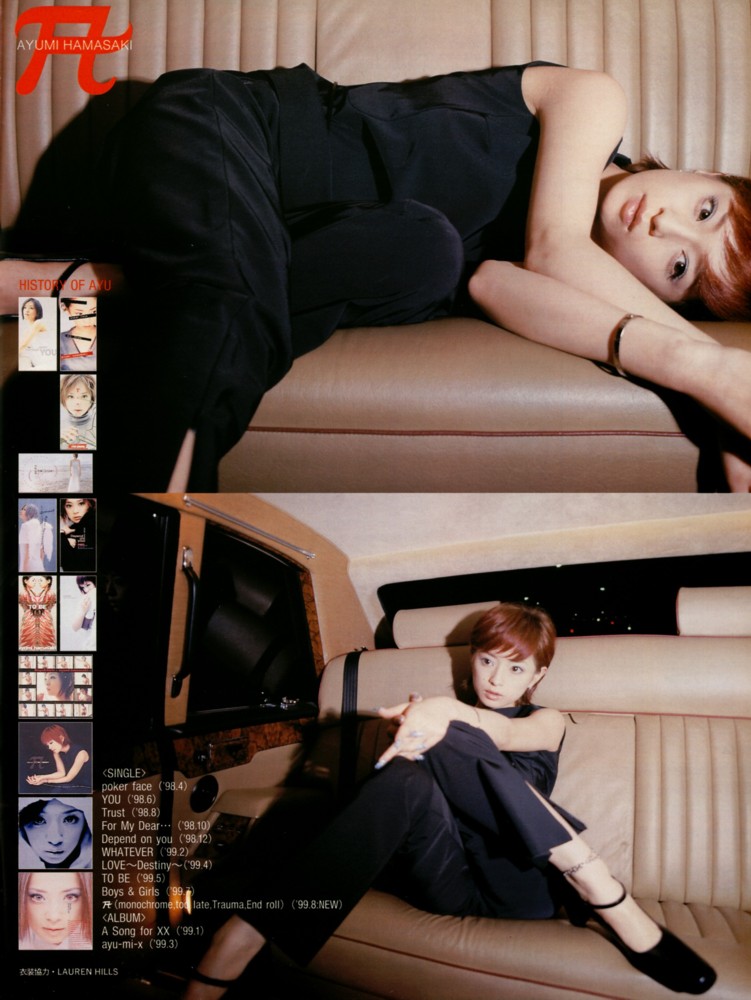 AYUMI HAMASAKI
HISTORY OF AYU
YOU
TO BE
<SINGLE>
poker face ('98.4)
YOU ('98.6)
Trust ('98.8)
For My Dear… ('98.10)
Depend on you ('98.12)
WHATEVER ('99.2)
LOVE～Destiny～('99.4)
TO BE ('99.5)
Boys & Girls ('99.7)
A(monochrome,too late,Trauma,End roll) ('99.8:NEW)
<ALBUM>
A Song for XX ('99.1)
ayu-mi-x ('99.3)
衣装協力・LAUREN HILLS